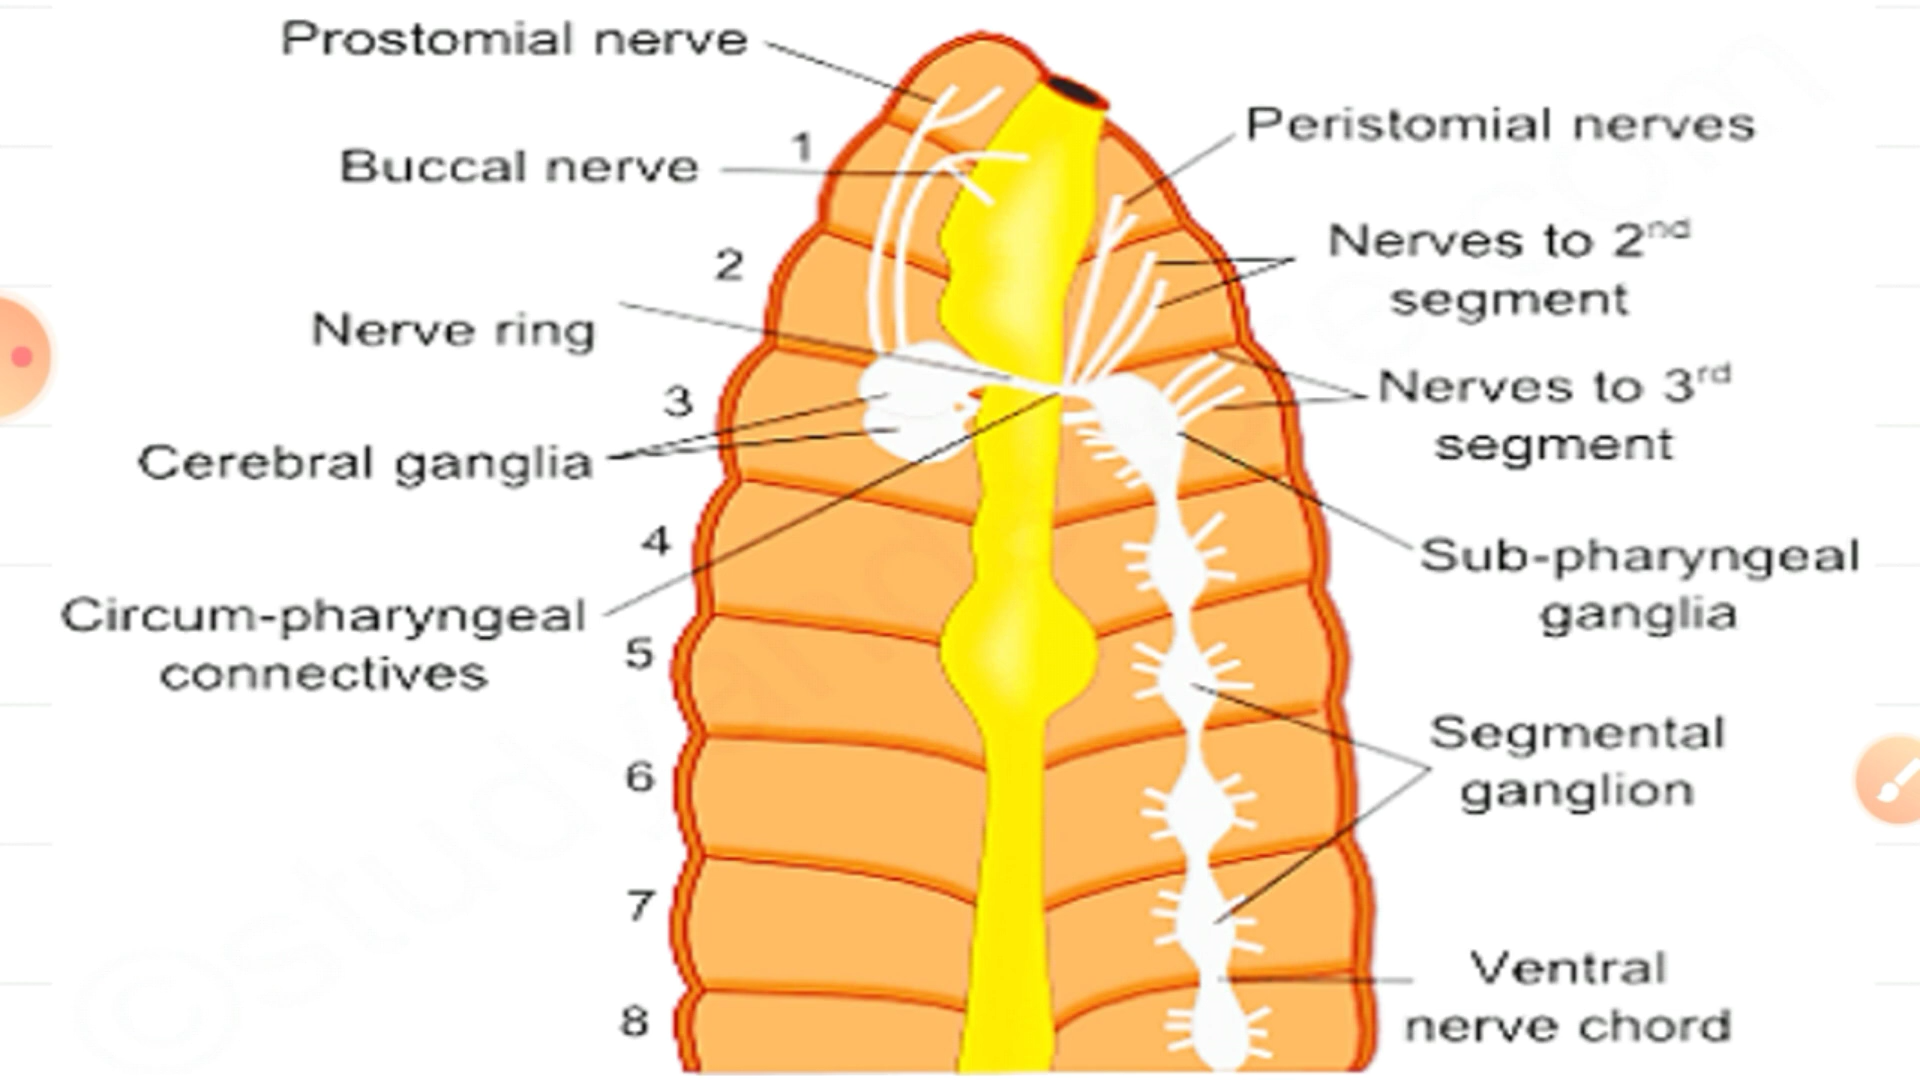 Prostomial nerve
Buccal nerve
Nerve ring
Cerebral ganglia
Circum-pharyngeal
connectives
1
2
3
4
5
6
7
8
Peristomial nerves
Nerves to 2nd
segment
Nerves to 3rd
segment
Sub-pharyngeal
ganglia
Segmental
ganglion
Ventral
nerve chord